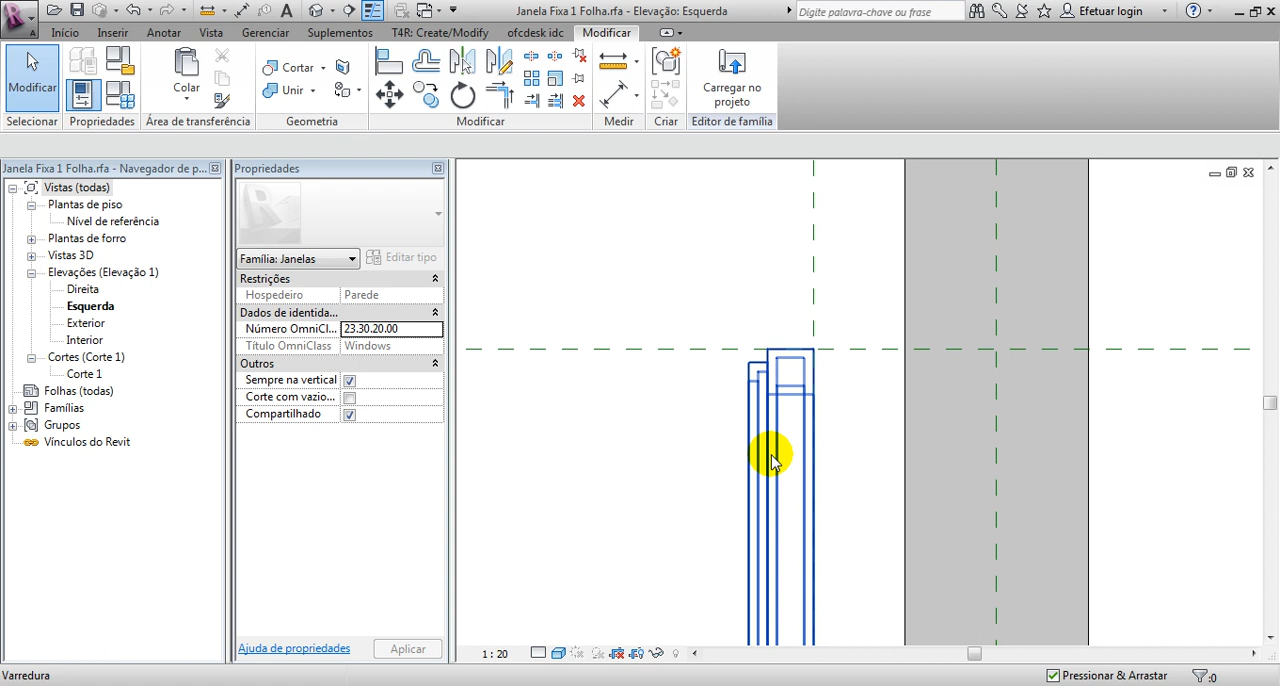 Janela Fixa 1 Folha.rfa - Elevação: Esquerda
Digite palavra-chave ou frase
Efetuar login
Início Inserir Anotar Vista Gerenciar Suplementos T4R: Create/Modify ofcdesk idc Modificar
Modificar
Colar
Cortar
Unir
Carregar no projeto
Selecionar Propriedades Área de transferência Geometria Modificar Medir Criar Editor de família
Janela Fixa 1 Folha.rfa - Navegador de p...
Vistas (todas)
Plantas de piso
Nível de referência
Plantas de forro
Vistas 3D
Elevações (Elevação 1)
Direita
Esquerda
Exterior
Interior
Cortes (Corte 1)
Corte 1
Folhas (todas)
Famílias
Grupos
Vínculos do Revit
Propriedades
Família: Janelas
Editar tipo
Restrições
Hospedeiro Parede
Dados de identida...
Número OmniCl... 23.30.20.00
Título OmniClass Windows
Outros
Sempre na vertical
Corte com vazio...
Compartilhado
Ajuda de propriedades
Aplicar
1 : 20
Varredura
Pressionar & Arrastar
:0